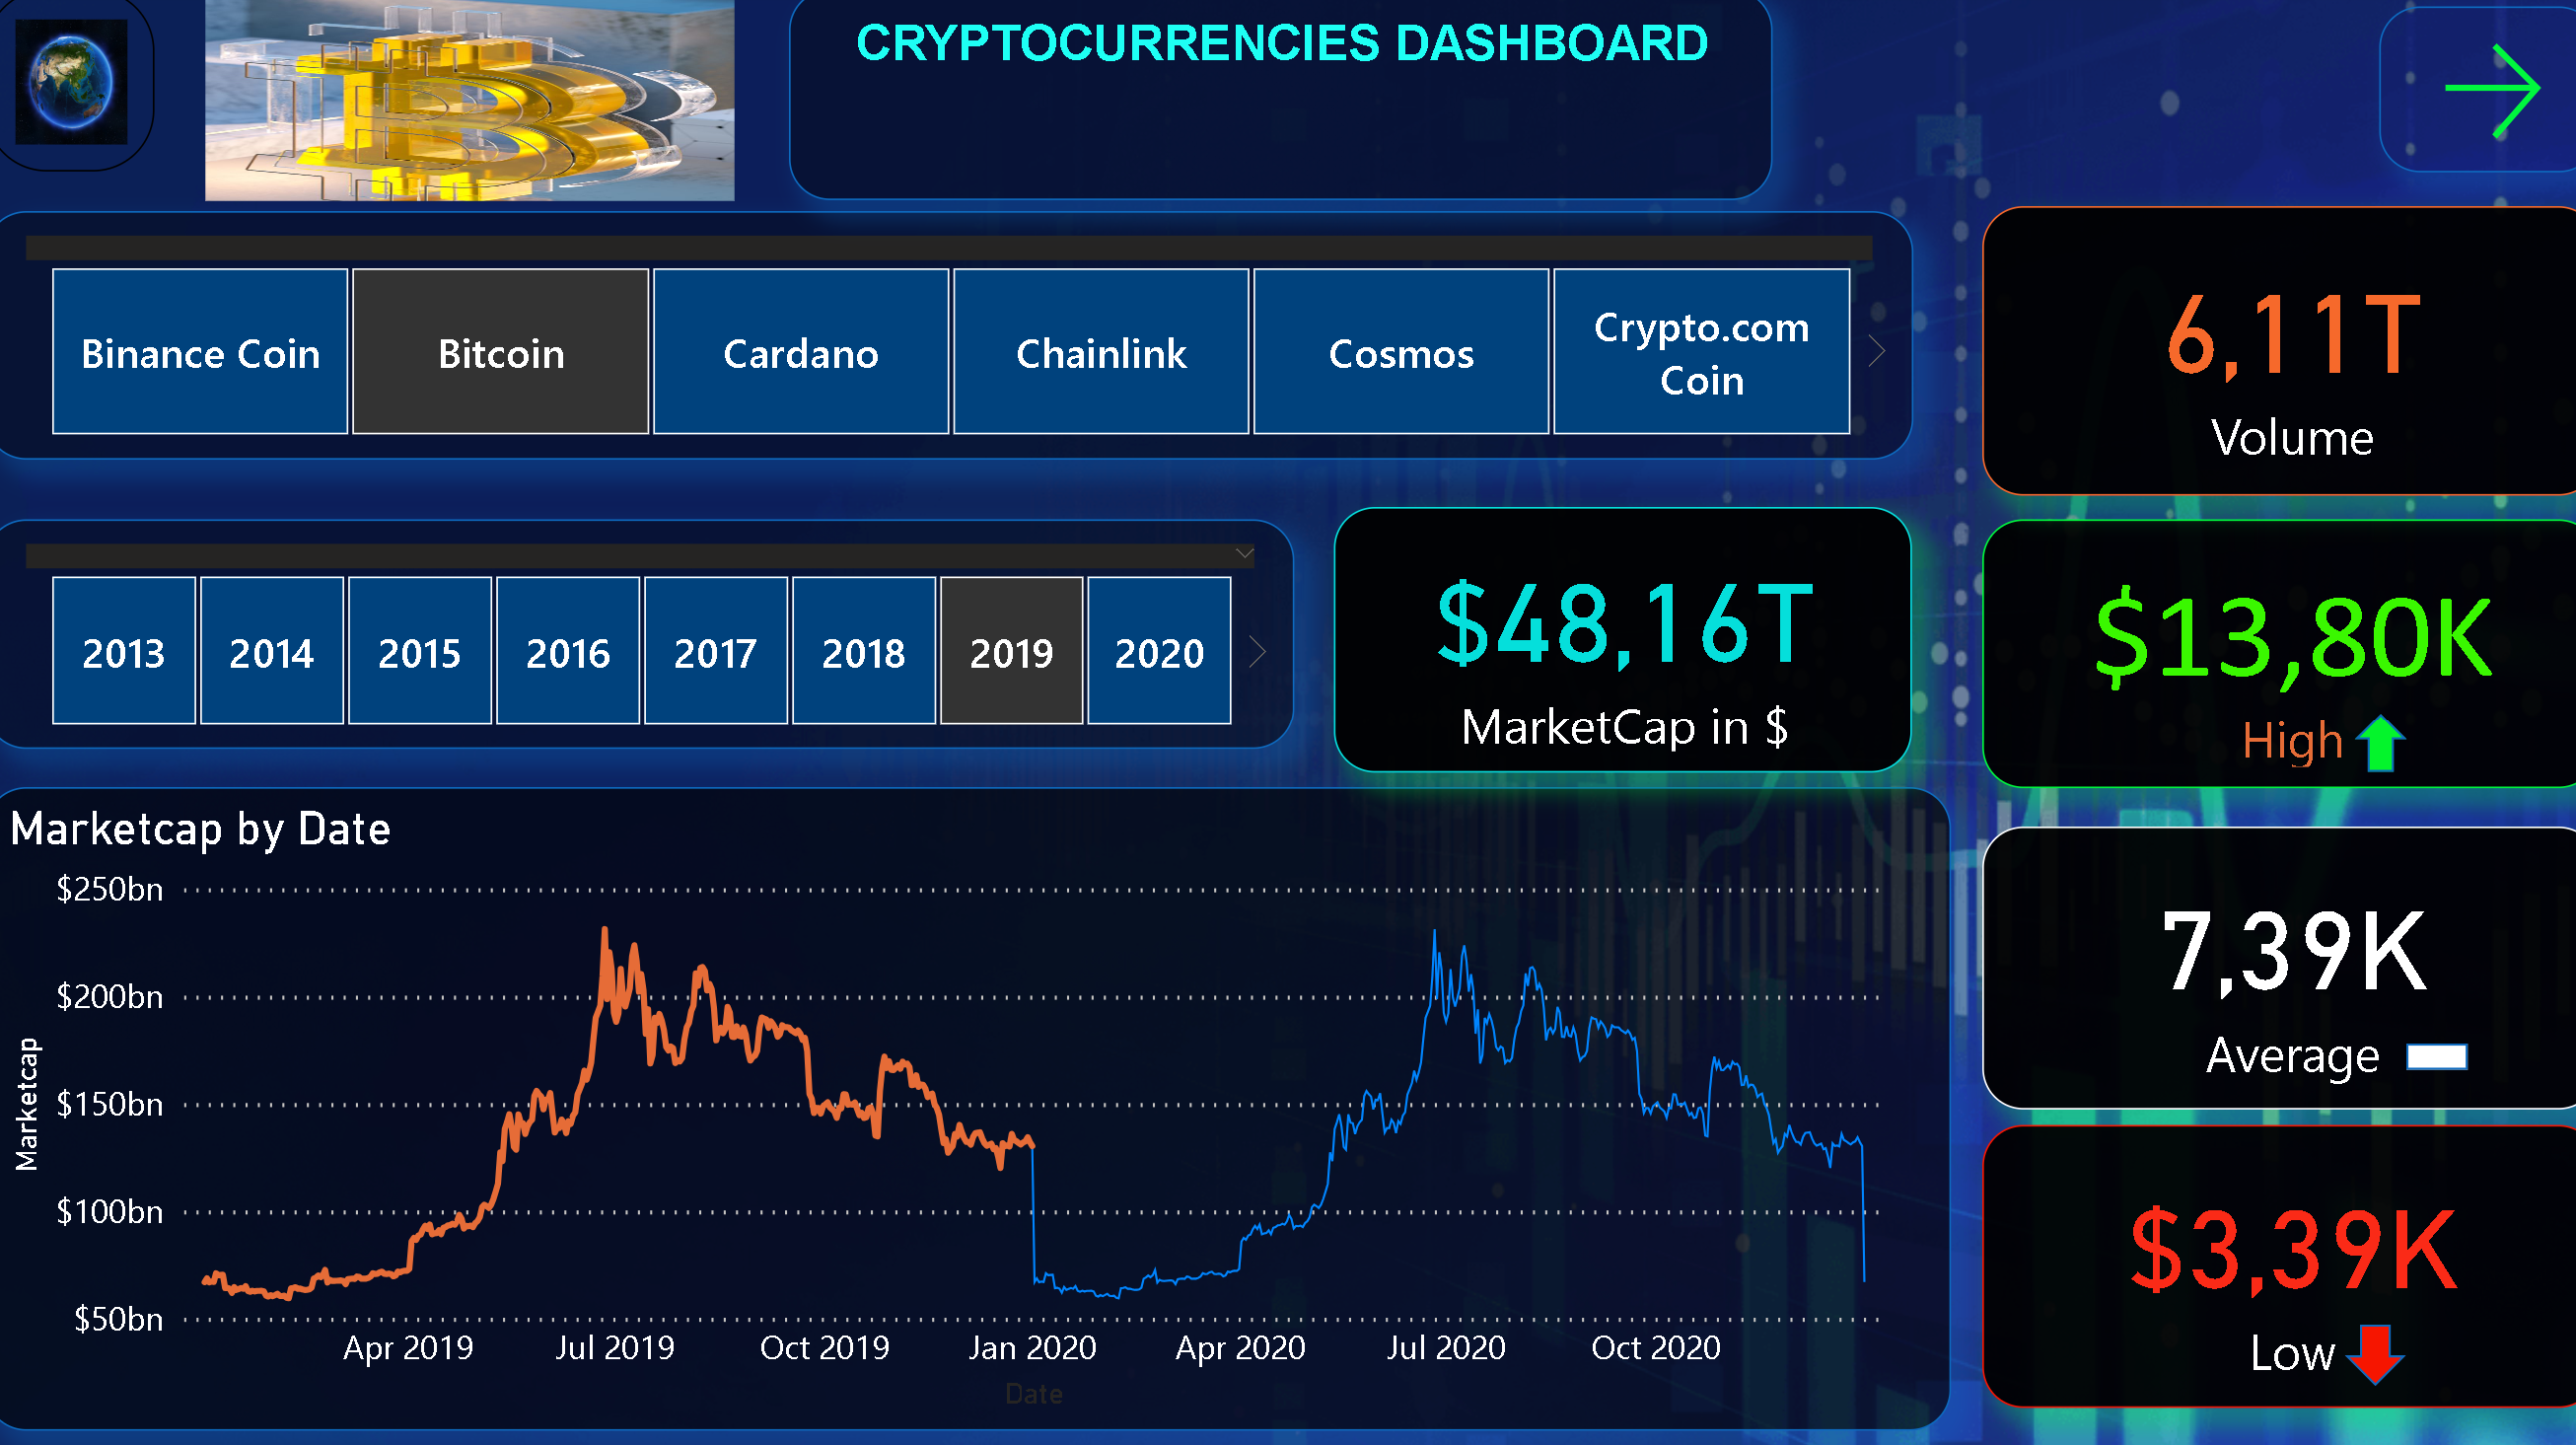 CRYPTOCURRENCIES DASHBOARD
Binance Coin
Bitcoin
Cardano
Chainlink
Cosmos
Crypto.com
Coin
6,11T
Volume
2013
2014
2015
2016
2017
2018
2019
2020
$48,16T
MarketCap in $
$13,80K
High
Marketcap by Date
$250bn
$200bn
$150bn
$100bn
$50bn
Marketcap
Apr 2019
Jul 2019
Oct 2019
Jan 2020
Apr 2020
Jul 2020
Oct 2020
Date
7,39K
Average
$3,39K
Low